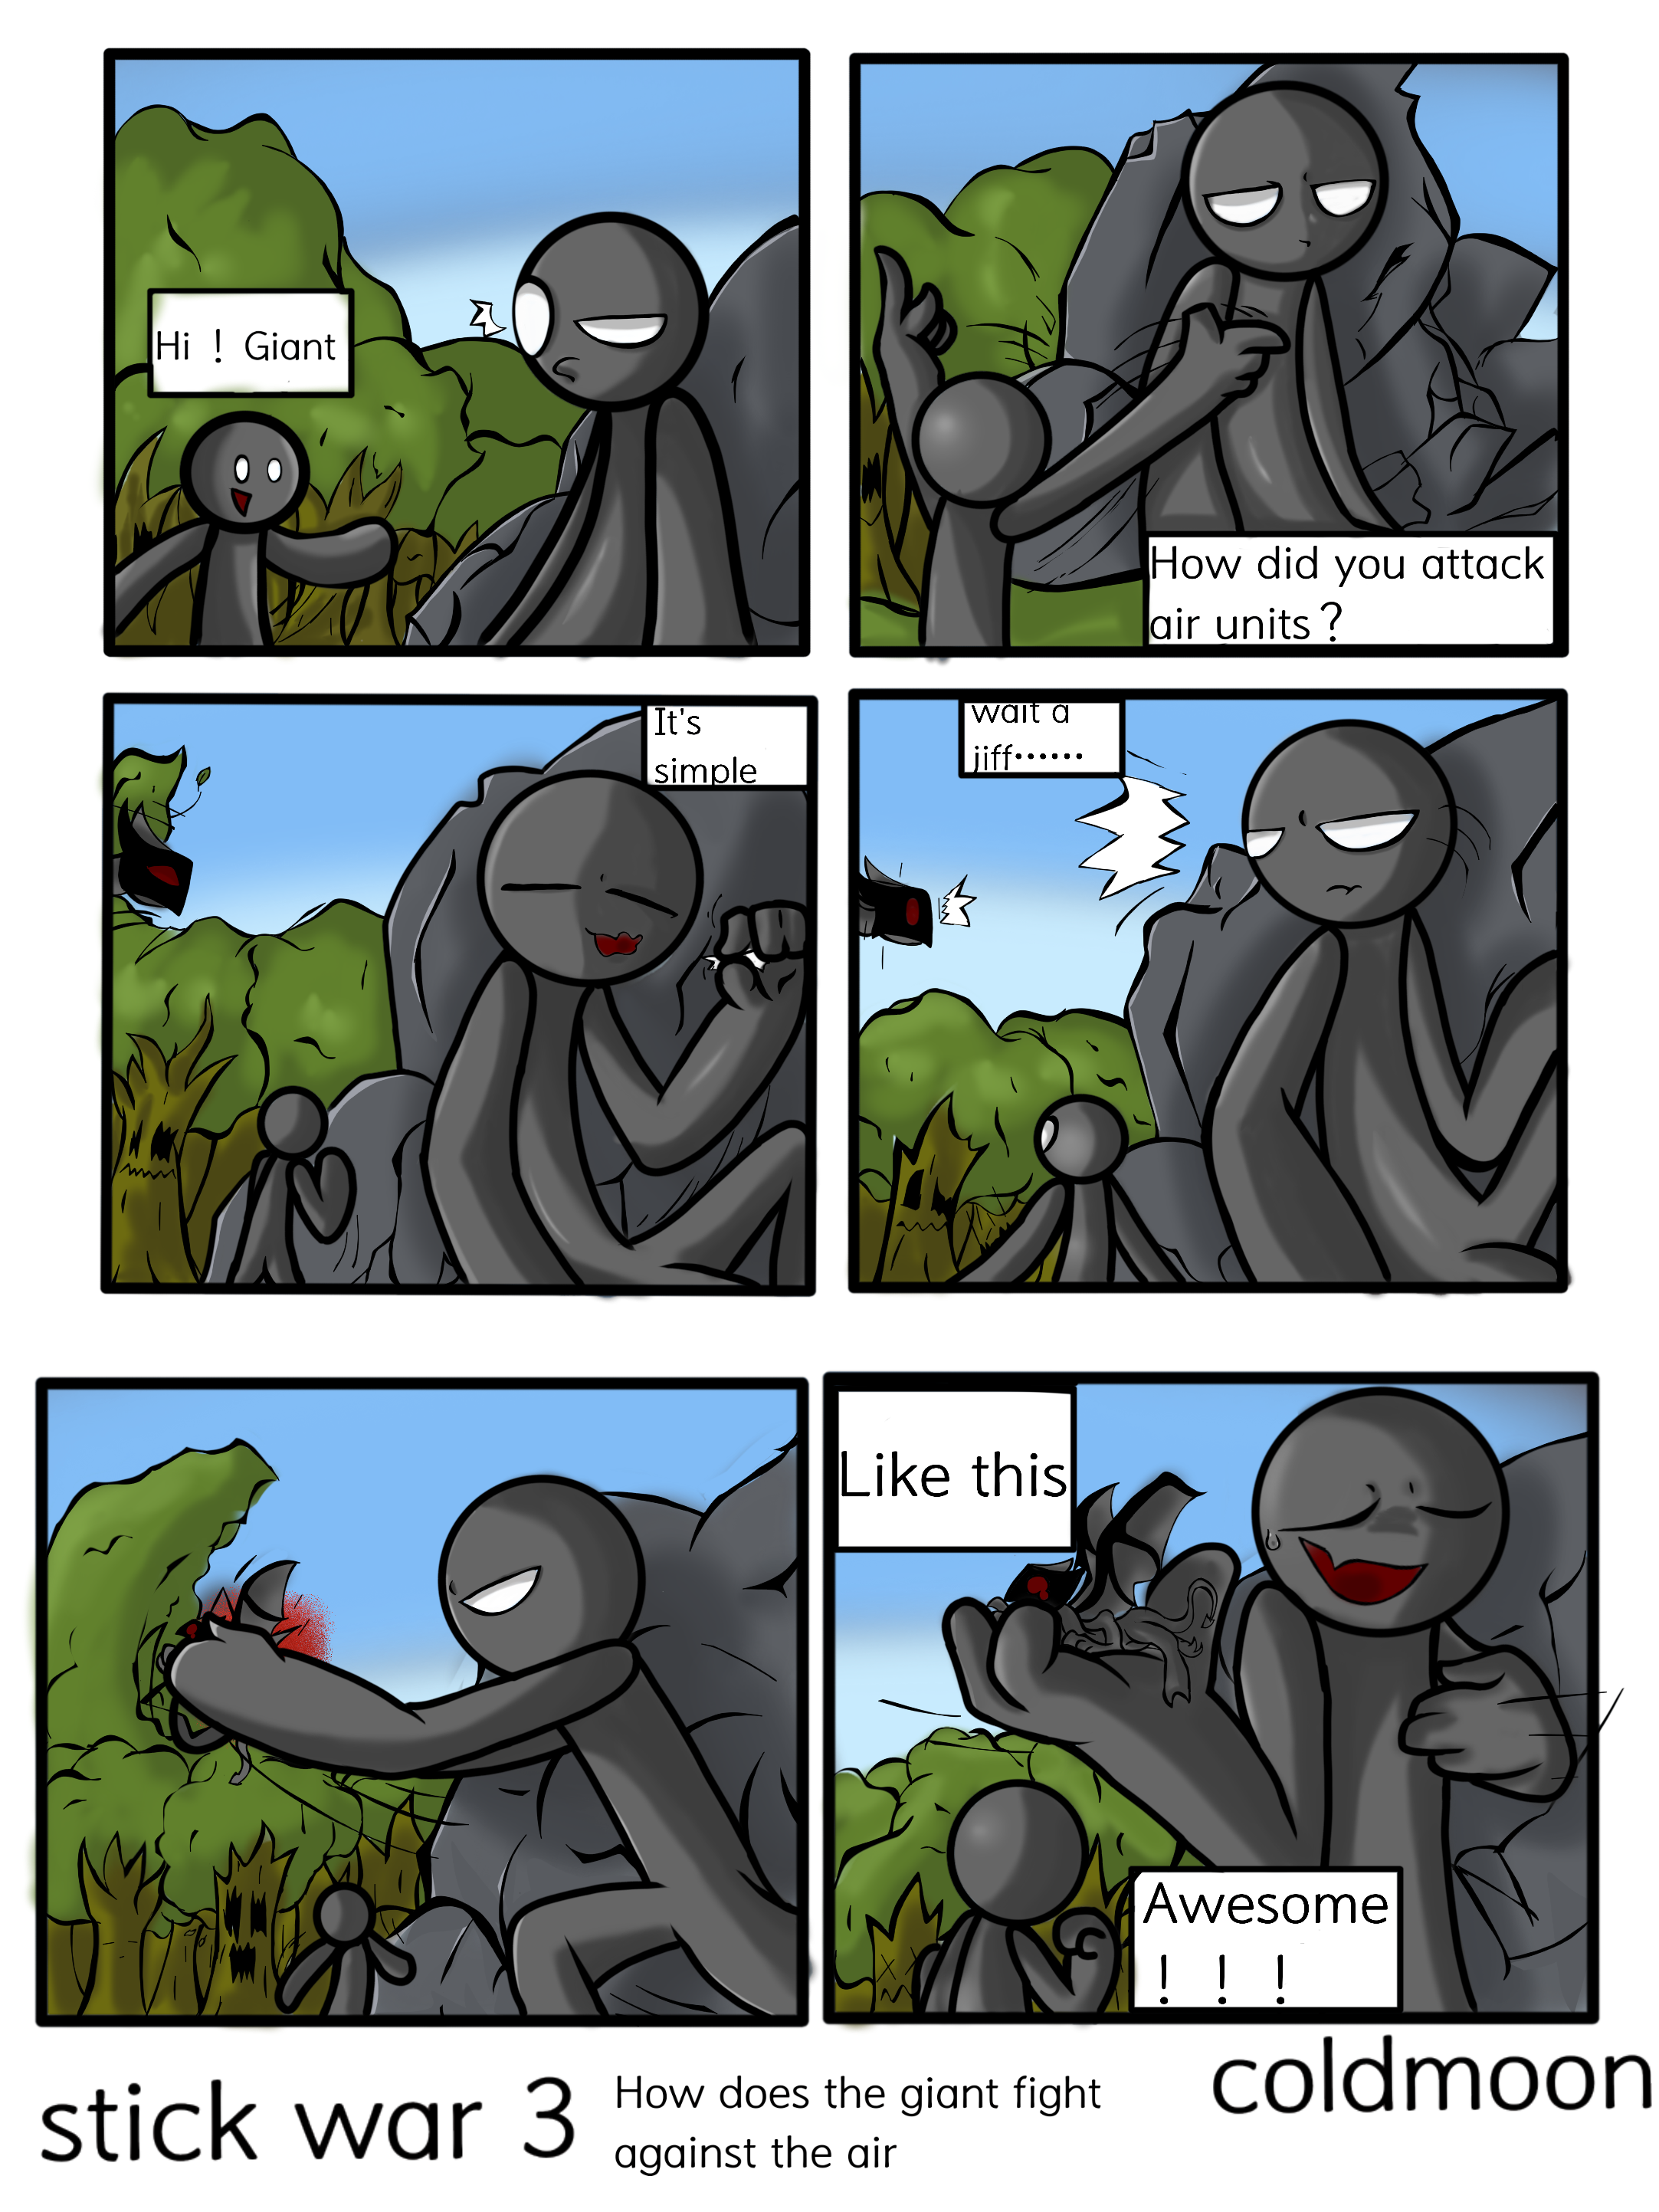 Hi ！ Giant
How did you attack
air units ?
It's
simple
wait a
jiff······
Like this
Awesome
！ ！ ！
stick war 3
How does the giant fight
against the air
coldmoon